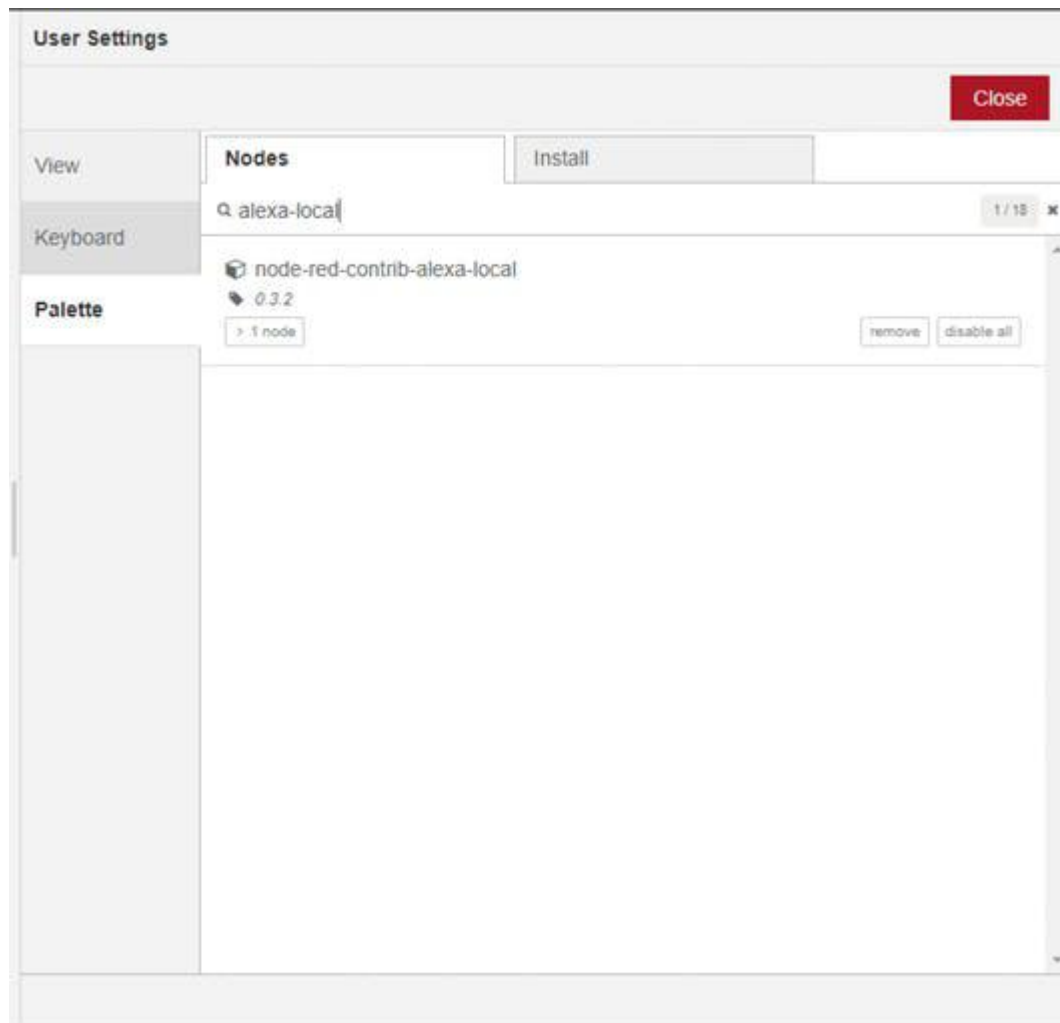 User Settings
Close
View
Nodes
Install
alexa-local
1 / 18
Keyboard
node-red-contrib-alexa-local
Palette
0.3.2
> 1 node
remove
disable all